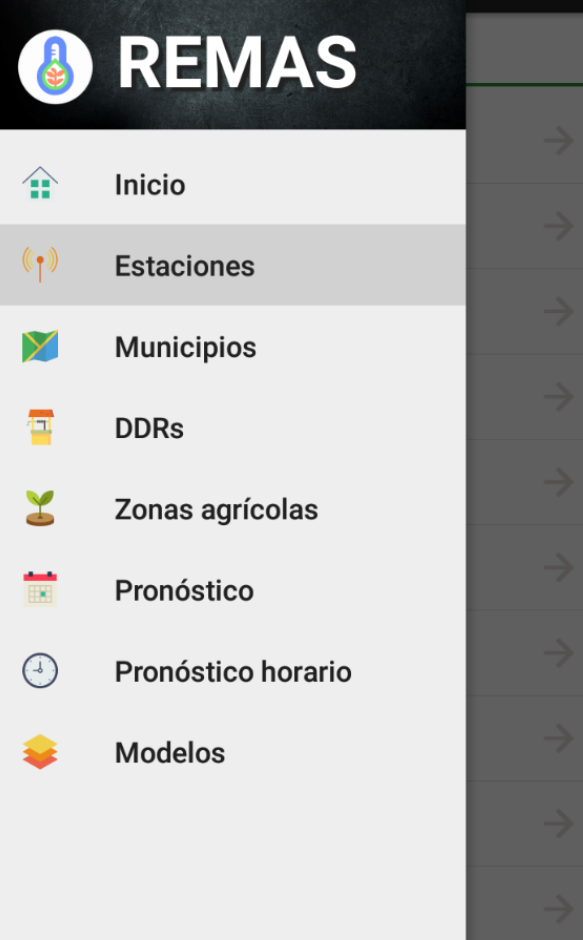 REMAS
Inicio
Estaciones
Municipios
DDRs
Zonas agrícolas
Pronóstico
Pronóstico horario
Modelos